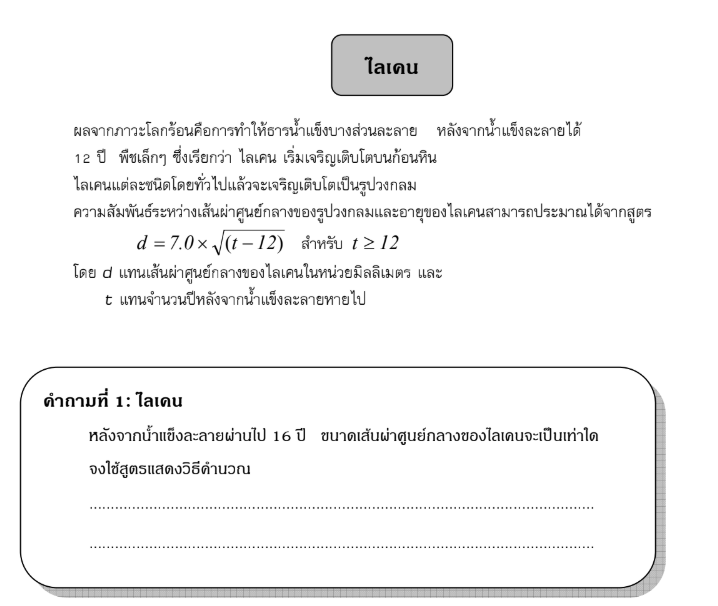 ไลเคน
ผลจากภาวะโลกร้อนคือการทำให้ธารน้ำแข็งบางส่วนละลาย หลังจากน้ำแข็งละลายได้
12 ปี พืชเล็กๆ ซึ่งเรียกว่า ไลเคน เริ่มเจริญเติบโตบนก้อนหิน
ไลเคนแต่ละชนิดโดยทั่วไปแล้วจะเจริญเติบโตเป็นรูปวงกลม
ความสัมพันธ์ระหว่างเส้นผ่าศูนย์กลางของรูปวงกลมและอายุของไลเคนสามารถประมาณได้จากสูตร
d = 7.0 × √(t − 12) สำหรับ t ≥ 12
โดย d แทนเส้นผ่าศูนย์กลางของไลเคนในหน่วยมิลลิเมตร และ
t แทนจำนวนปีหลังจากน้ำแข็งละลายหายไป
คำถามที่ 1: ไลเคน
หลังจากน้ำแข็งละลายผ่านไป 16 ปี ขนาดเส้นผ่าศูนย์กลางของไลเคนจะเป็นเท่าใด
จงใช้สูตรแสดงวิธีคำนวณ